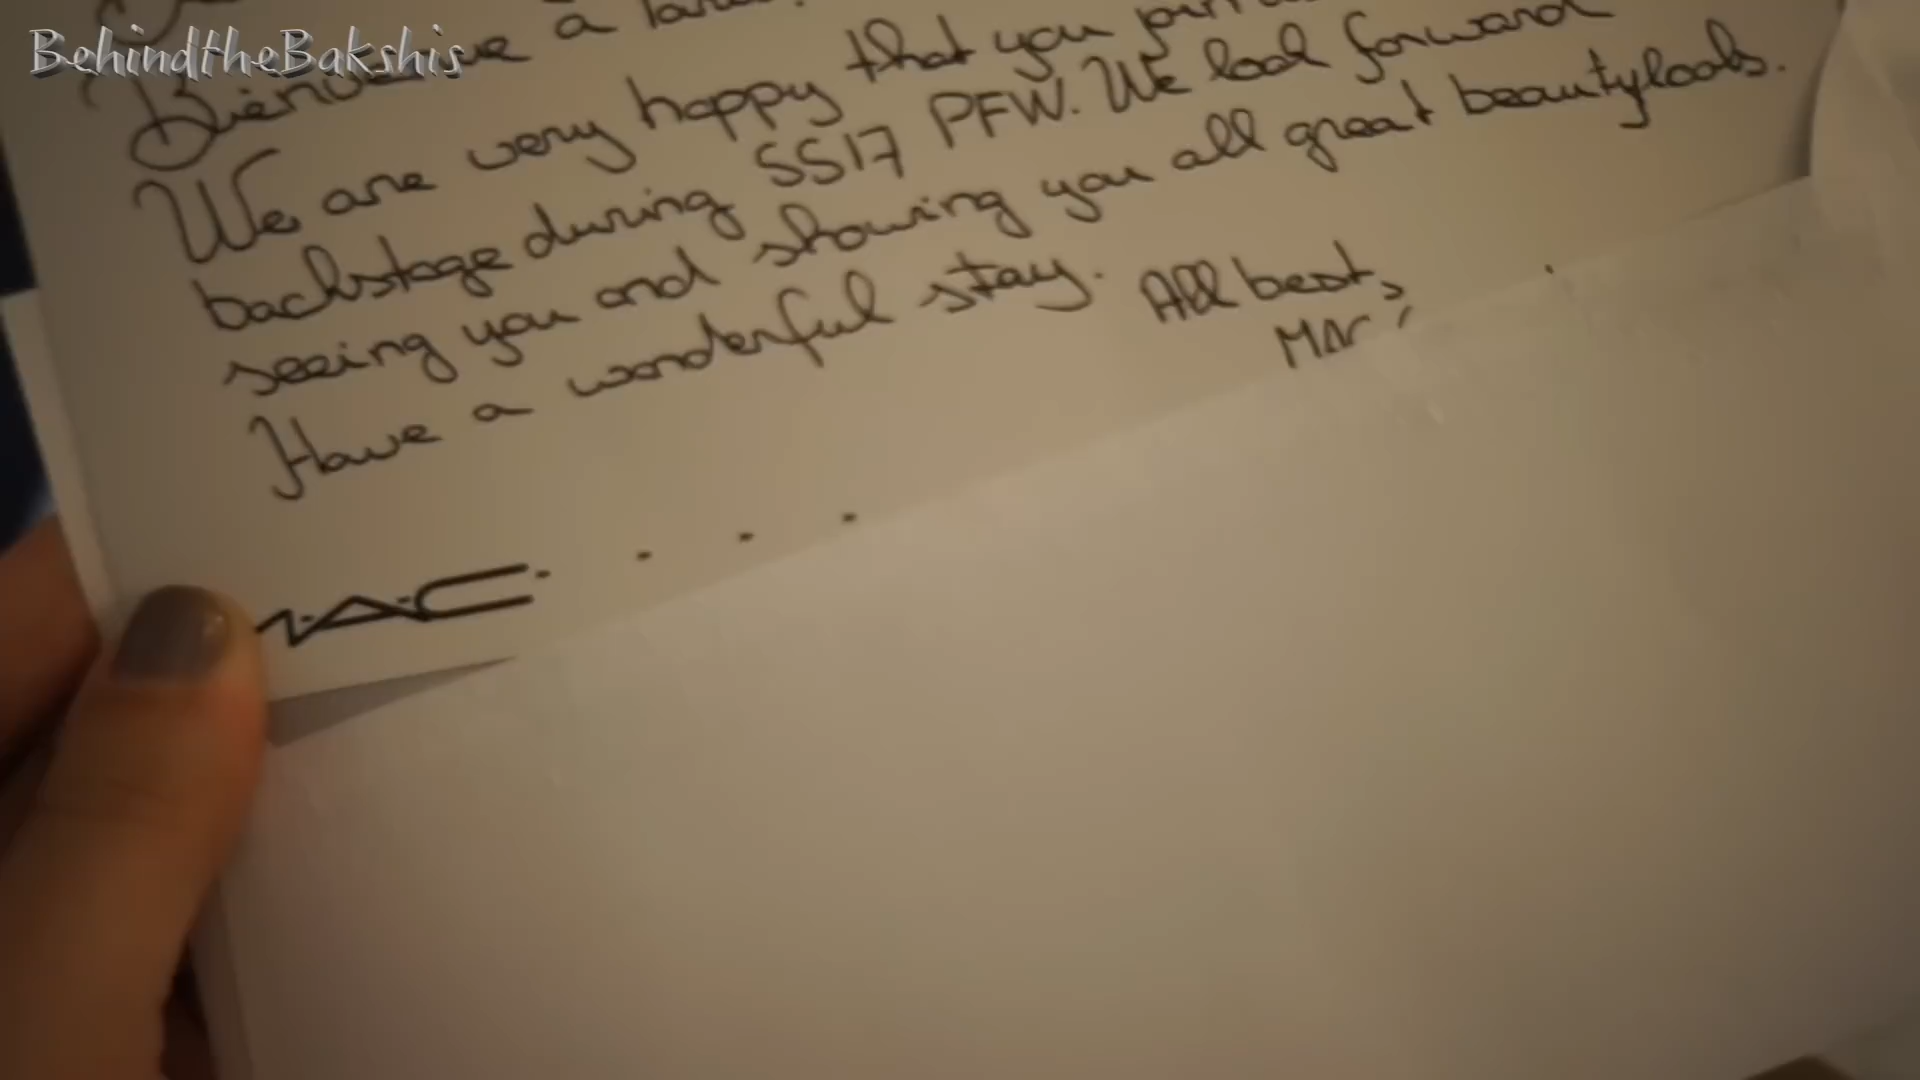 BehindtheBakshis
Bienvenue a
We are very happy that you
backstage during SS17 PFW. We look forward
seeing you and showing you all great beautylooks.
Have a wonderful stay. All best,
MAC